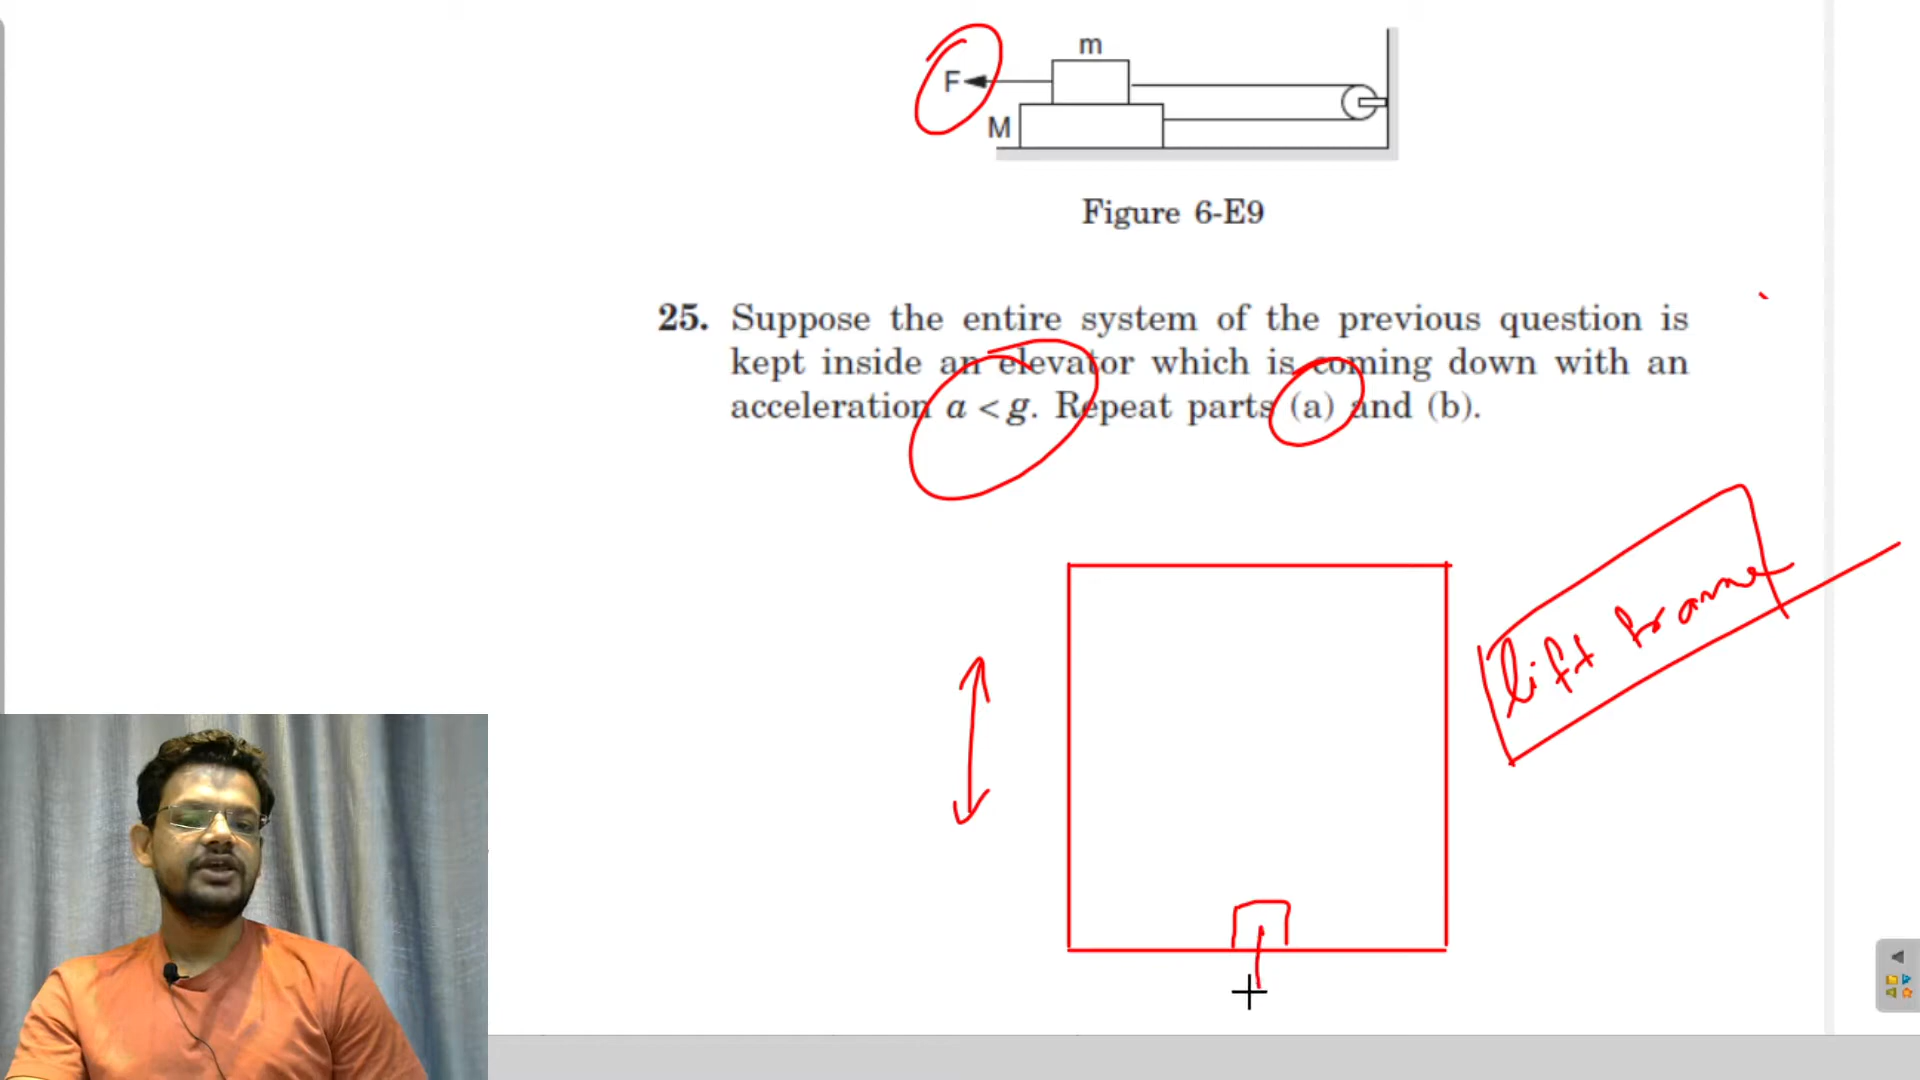 m
F
M
Figure 6-E9
25. Suppose the entire system of the previous question is
kept inside an elevator which is coming down with an
acceleration a < g. Repeat parts (a) and (b).
lift frame